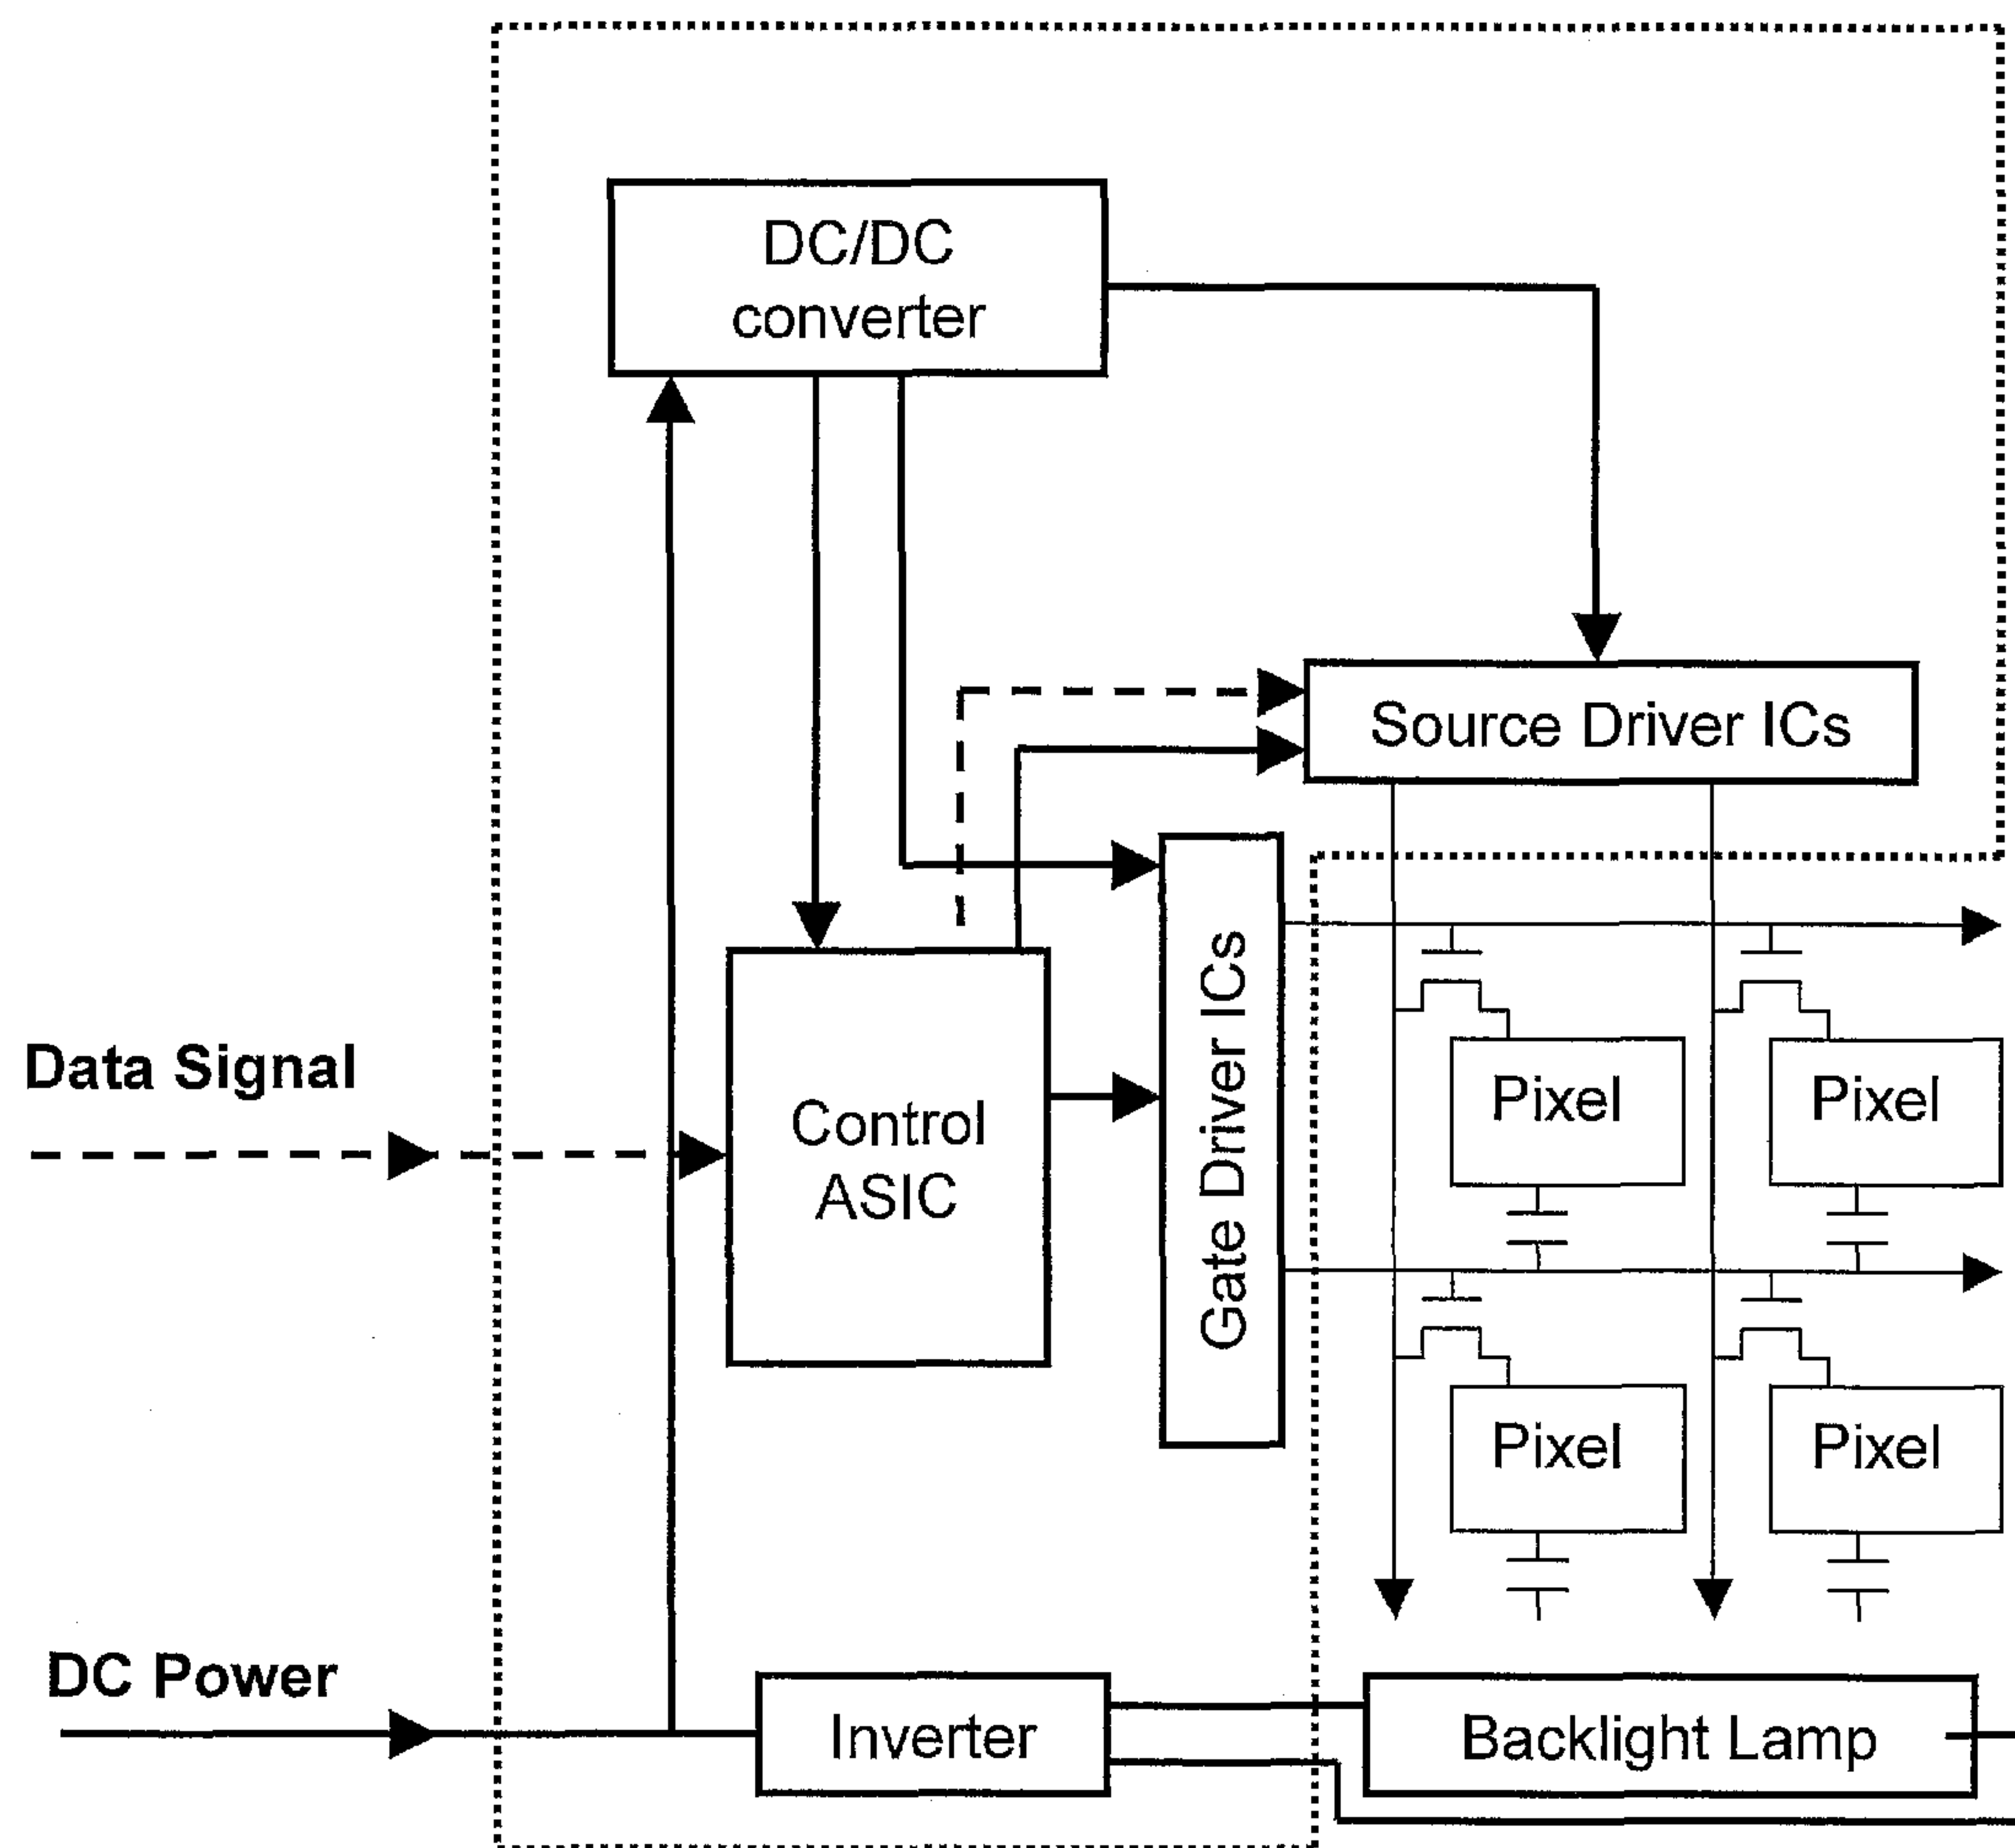 DC/DC
converter
Source Driver ICs
Gate Driver ICs
Data Signal
Control
ASIC
Pixel
Pixel
Pixel
Pixel
DC Power
Inverter
Backlight Lamp